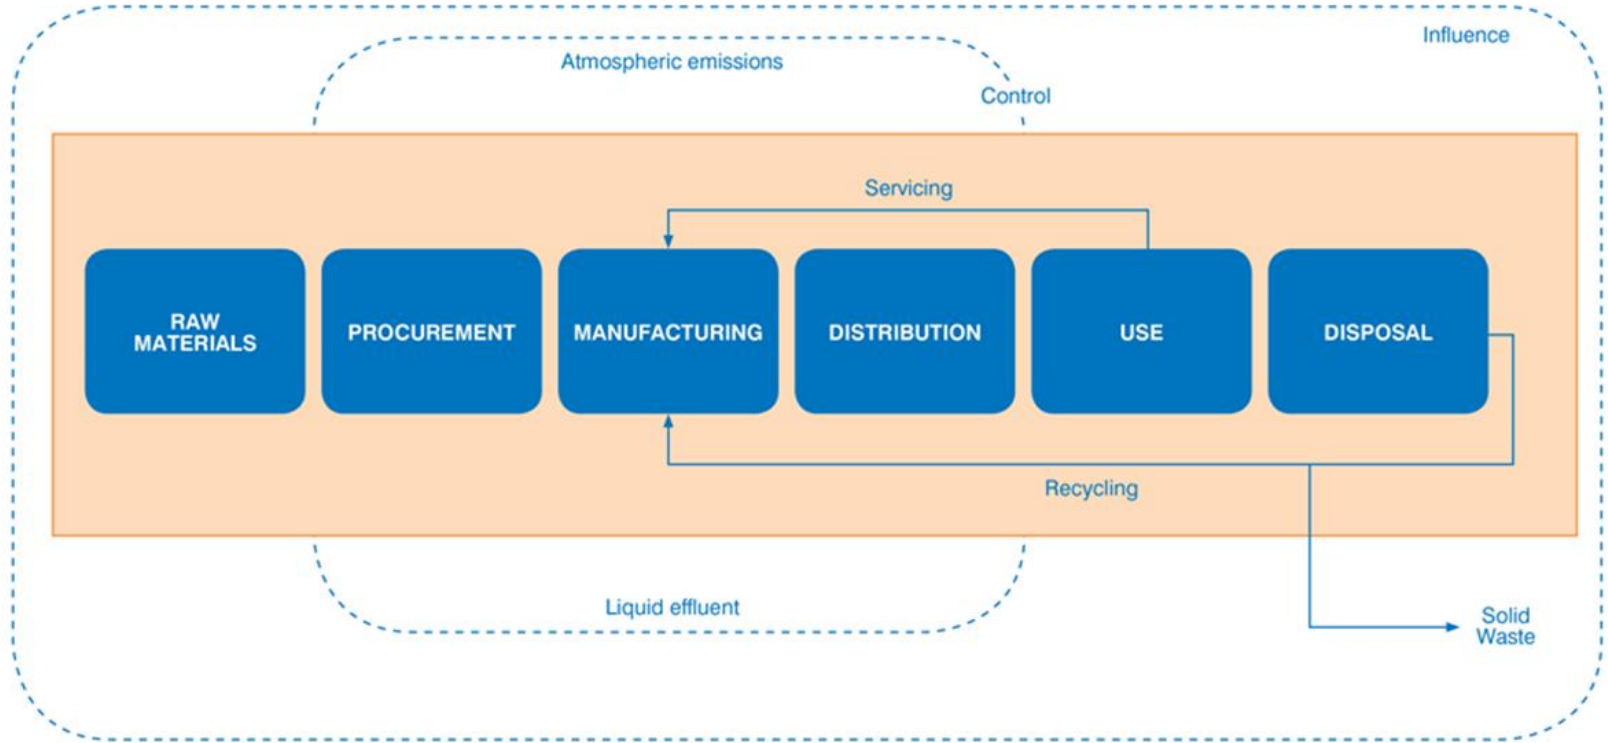 Influence
Atmospheric emissions
Control
Servicing
RAW
MATERIALS
PROCUREMENT
MANUFACTURING
DISTRIBUTION
USE
DISPOSAL
Recycling
Liquid effluent
Solid
Waste